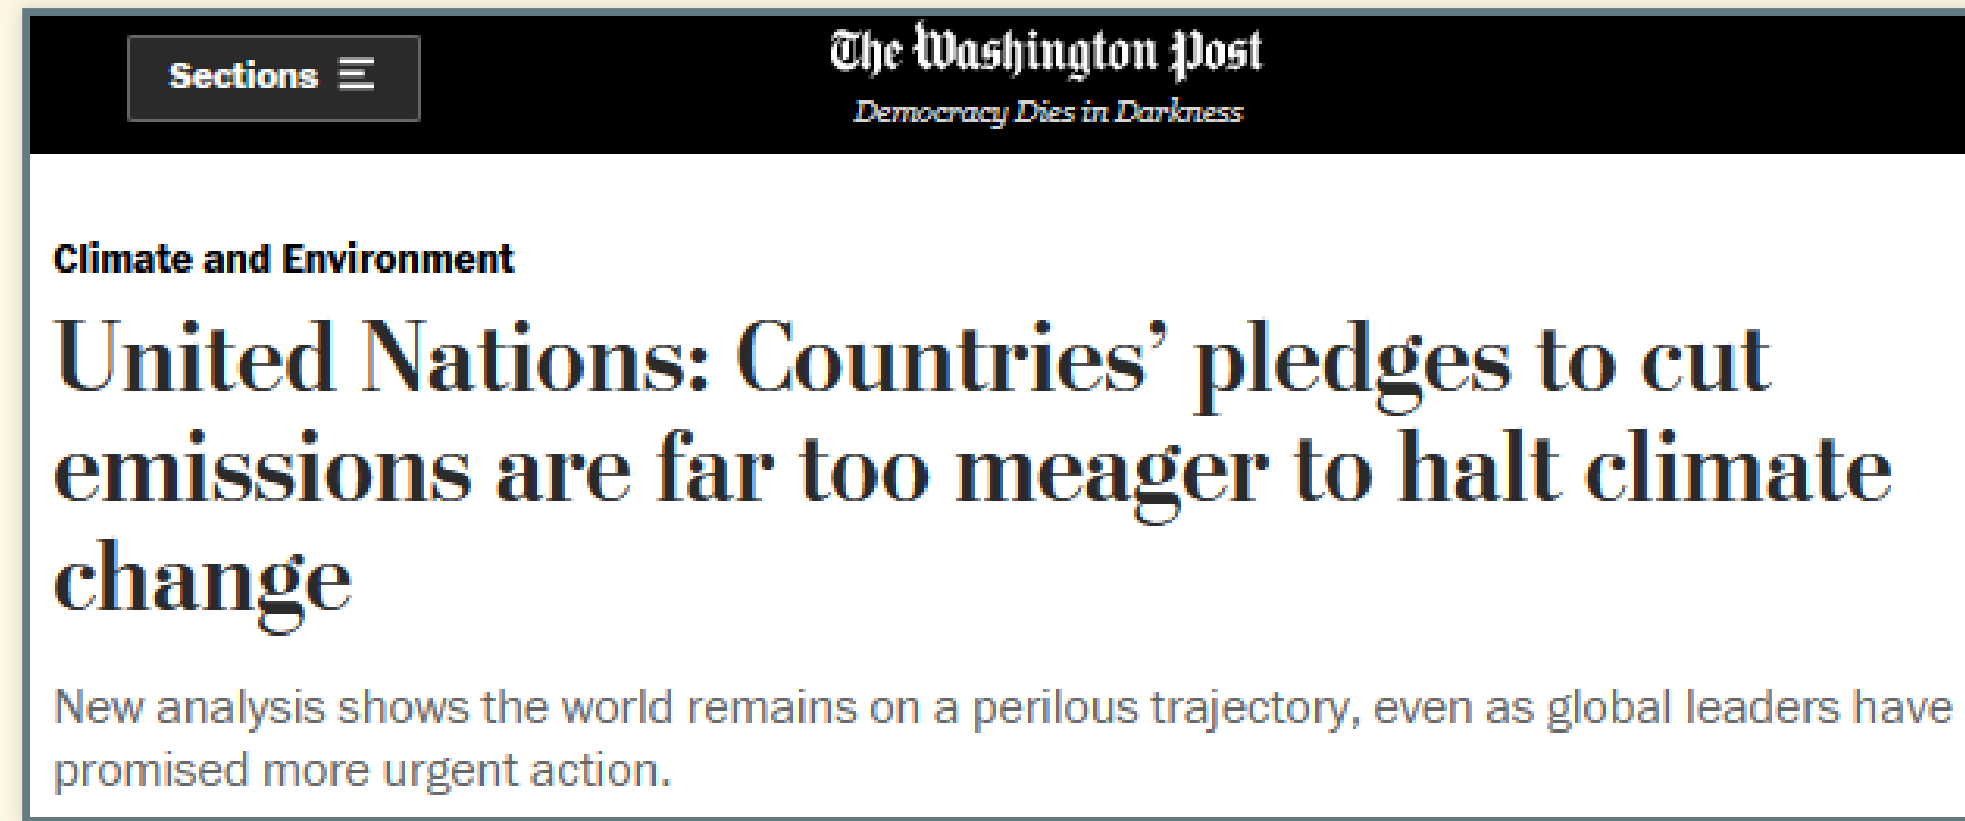 Sections
The Washington Post
Democracy Dies in Darkness
Climate and Environment
United Nations: Countries’ pledges to cut
emissions are far too meager to halt climate
change
New analysis shows the world remains on a perilous trajectory, even as global leaders have
promised more urgent action.